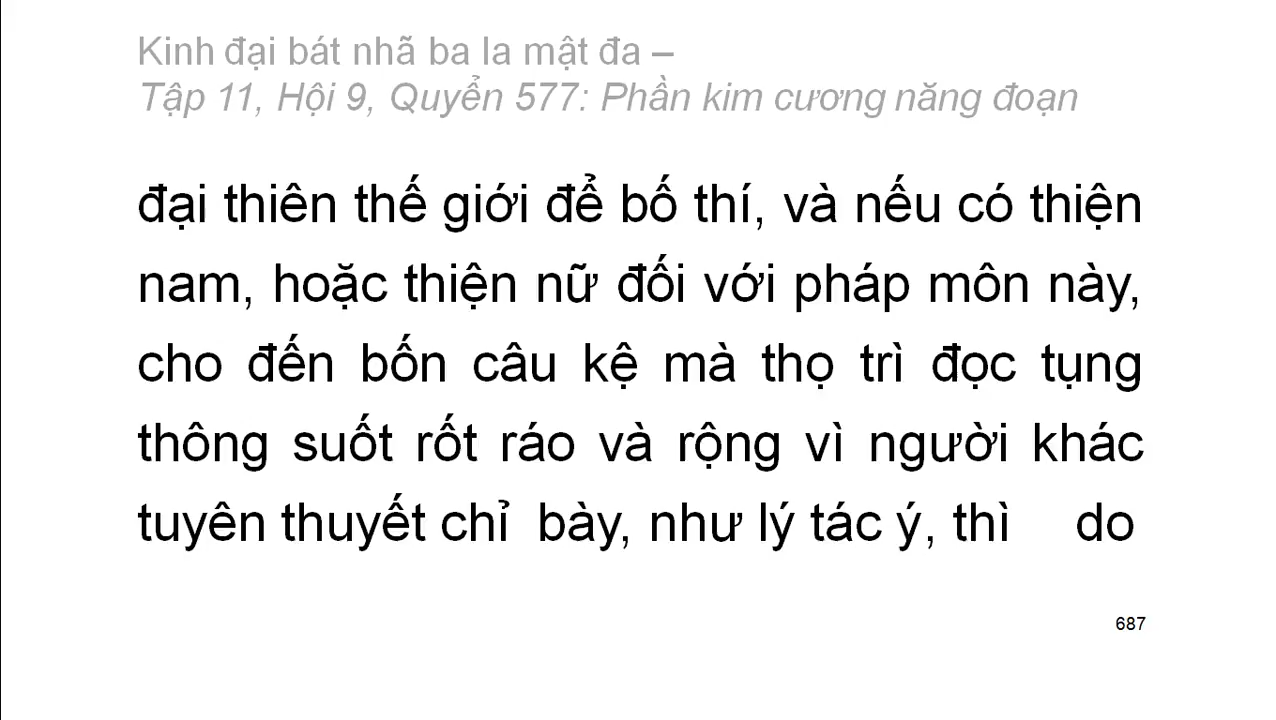 Kinh đại bát nhã ba la mật đa –
Tập 11, Hội 9, Quyển 577: Phần kim cương năng đoạn
đại thiên thế giới để bố thí, và nếu có thiện
nam, hoặc thiện nữ đối với pháp môn này,
cho đến bốn câu kệ mà thọ trì đọc tụng
thông suốt rốt ráo và rộng vì người khác
tuyên thuyết chỉ bày, như lý tác ý, thì do
687